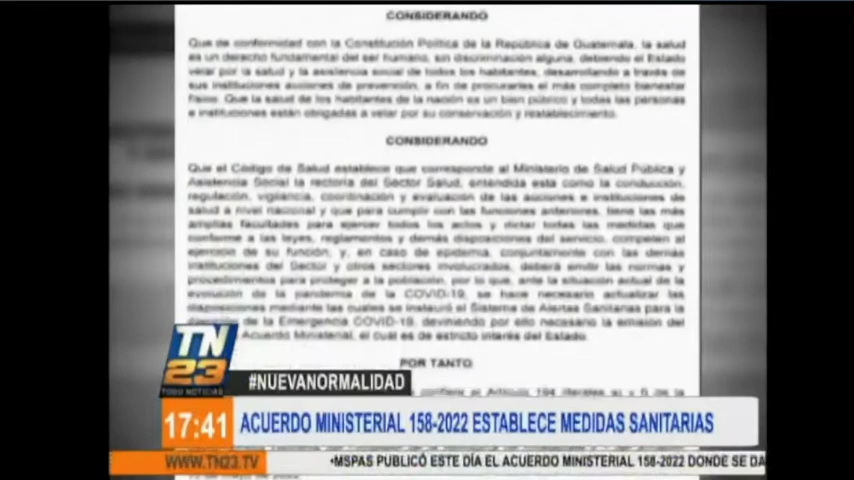 CONSIDERANDO
Que de conformidad con la Constitución Política de la República de Guatemala, la salud
es un derecho fundamental del ser humano, sin discriminación alguna, debiendo el Estado
velar por la salud y la asistencia social de todos los habitantes, desarrollando a través de
sus instituciones acciones de prevención, a fin de procurarles el más completo bienestar
físico. Que la salud de los habitantes de la nación es un bien público y todas las personas
e instituciones están obligadas a velar por su conservación y restablecimiento.
CONSIDERANDO
Que el Código de Salud establece que corresponde al Ministerio de Salud Pública y
Asistencia Social la rectoría del Sector Salud, entendida esta como la conducción,
regulación, vigilancia, coordinación y evaluación de las acciones e instituciones de
salud a nivel nacional y que para cumplir con las funciones anteriores, tiene las más
amplias facultades para ejercer todos los actos y dictar todas las medidas que
conforme a las leyes, reglamentos y demás disposiciones del servicio, competen al
ejercicio de su función, y, en caso de epidemia, conjuntamente con las demás
instituciones del Sector y otros sectores involucrados, deberá emitir las normas y
procedimientos para proteger a la población, por lo que, ante la situación actual de la
evolución de la pandemia de la COVID-19, se hace necesario actualizar las
disposiciones mediante las cuales se instauró el Sistema de Alertas Sanitarias para la
de la Emergencia COVID-19, deviniendo por ello necesario la emisión del
Acuerdo Ministerial, el cual es de estricto interés del Estado.
POR TANTO
contiene el Artículo 194 literales a) y f) de la
TN
23
TODO NOTICIAS
#NUEVANORMALIDAD
17:41 ACUERDO MINISTERIAL 158-2022 ESTABLECE MEDIDAS SANITARIAS
WWW.TN23.TV •MSPAS PUBLICÓ ESTE DÍA EL ACUERDO MINISTERIAL 158-2022 DONDE SE DA